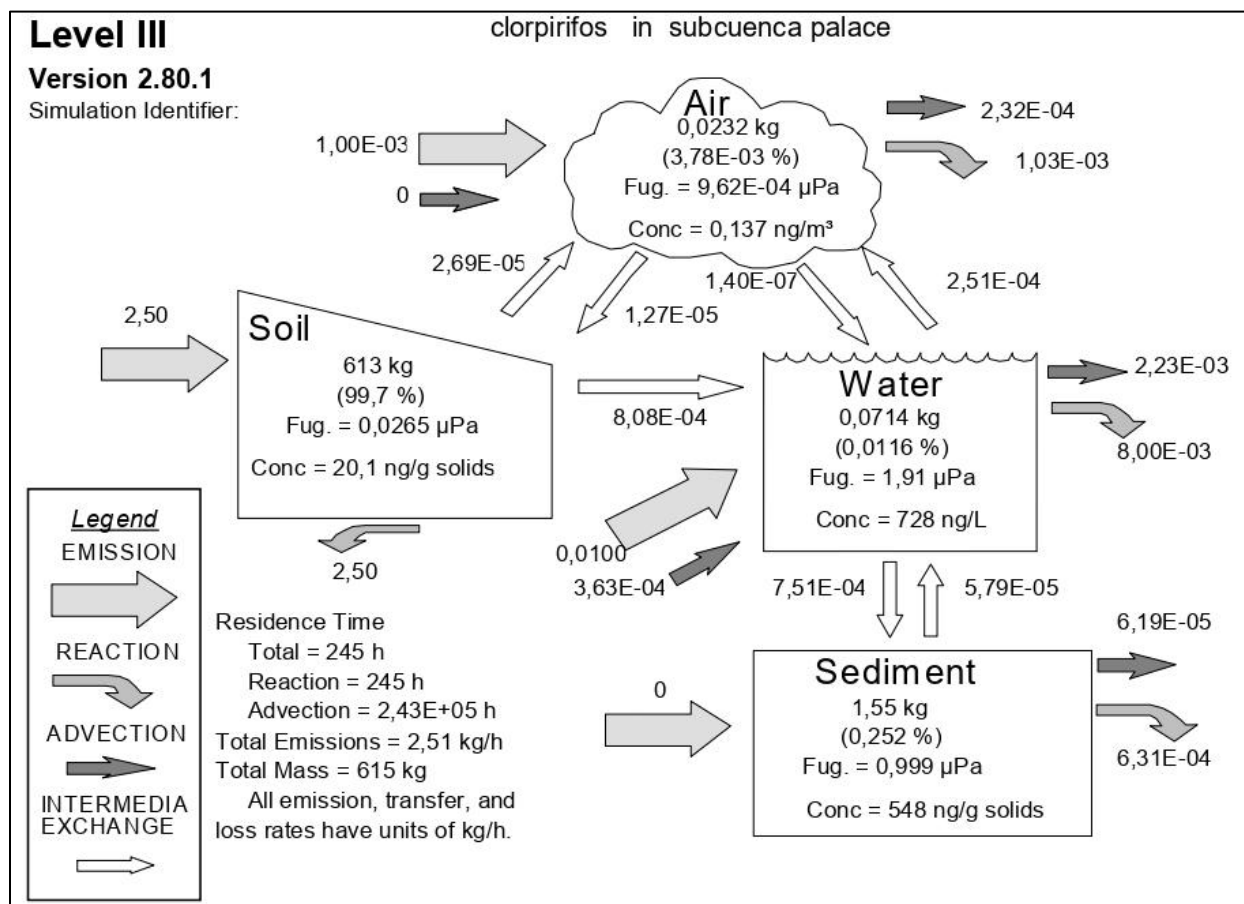 Level III
clorpirifos in subcuenca palace
Version 2.80.1
Simulation Identifier:
Air
0,0232 kg
(3,78E-03 %)
Fug. = 9,62E-04 µPa
Conc = 0,137 ng/m³
1,00E-03
0
2,32E-04
1,03E-03
2,69E-05
1,27E-05
1,40E-07
2,51E-04
2,50
Soil
613 kg
(99,7 %)
Fug. = 0,0265 µPa
Conc = 20,1 ng/g solids
2,50
8,08E-04
Water
0,0714 kg
(0,0116 %)
Fug. = 1,91 µPa
Conc = 728 ng/L
2,23E-03
8,00E-03
0,0100
3,63E-04
7,51E-04
5,79E-05
Legend
EMISSION
REACTION
ADVECTION
INTERMEDIA
EXCHANGE
Residence Time
Total = 245 h
Reaction = 245 h
Advection = 2,43E+05 h
Total Emissions = 2,51 kg/h
Total Mass = 615 kg
All emission, transfer, and
loss rates have units of kg/h.
0
Sediment
1,55 kg
(0,252 %)
Fug. = 0,999 µPa
Conc = 548 ng/g solids
6,19E-05
6,31E-04